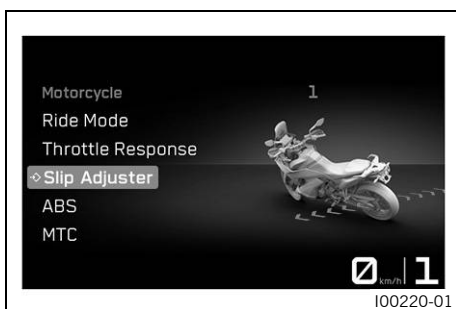 Motorcycle
1
Ride Mode
Throttle Response
Slip Adjuster
ABS
MTC
0 km/h 1
I00220-01